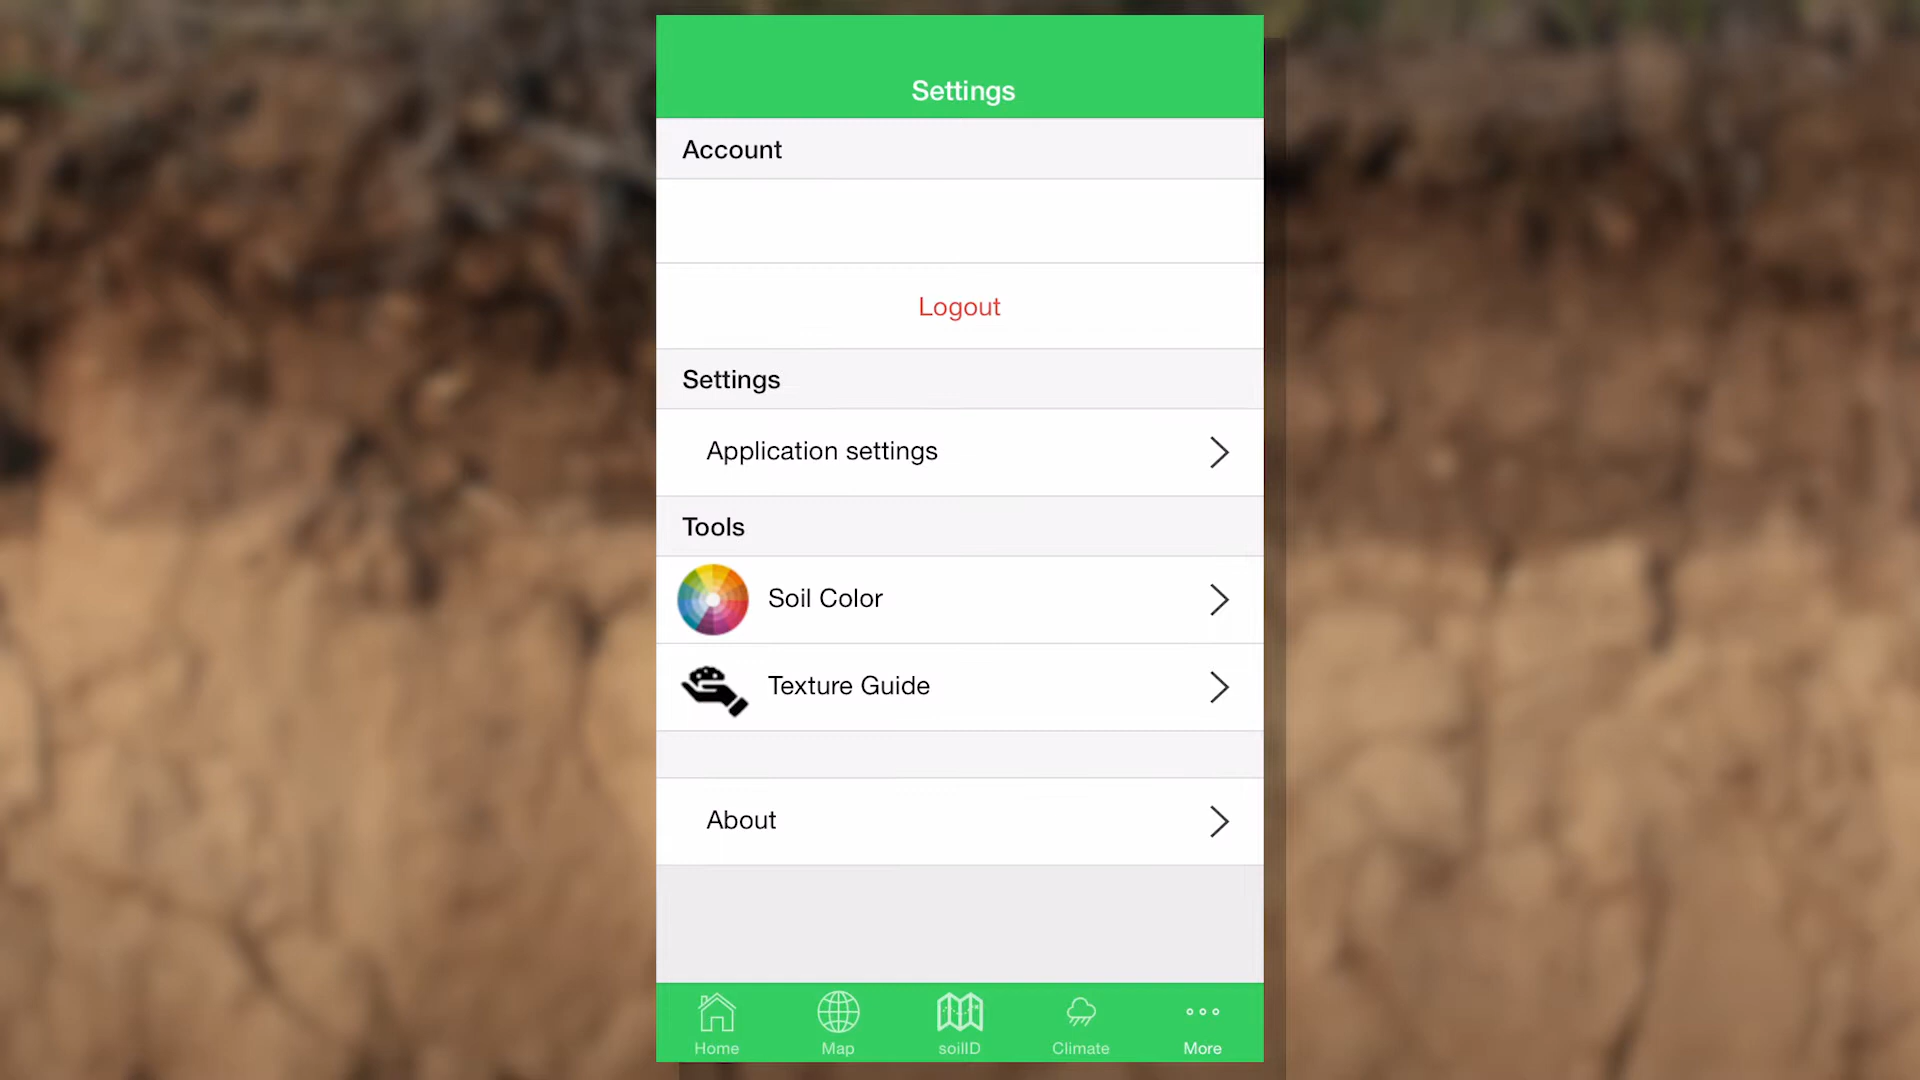 Settings
Account
Logout
Settings
Application settings
Tools
Soil Color
Texture Guide
About
Home
Map
soilID
Climate
More